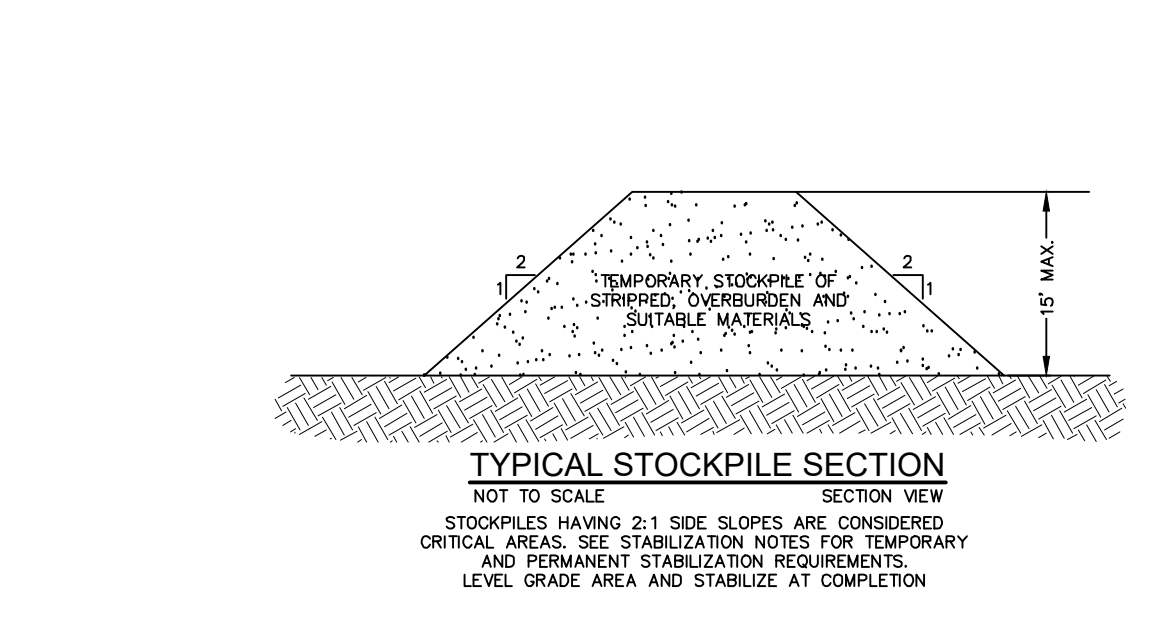 2
2
1
1
15' MAX.
TEMPORARY STOCKPILE OF
STRIPPED, OVERBURDEN AND
SUITABLE MATERIALS
TYPICAL STOCKPILE SECTION
NOT TO SCALE
SECTION VIEW
STOCKPILES HAVING 2:1 SIDE SLOPES ARE CONSIDERED
CRITICAL AREAS. SEE STABILIZATION NOTES FOR TEMPORARY
AND PERMANENT STABILIZATION REQUIREMENTS.
LEVEL GRADE AREA AND STABILIZE AT COMPLETION